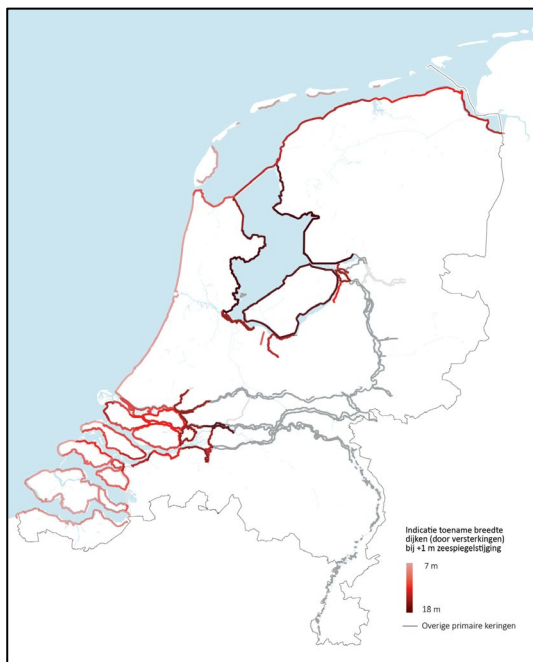 Indicatie toename breedte
dijken (door versterkingen)
bij +1 m zeespiegelstijging
7 m
18 m
Overige primaire keringen